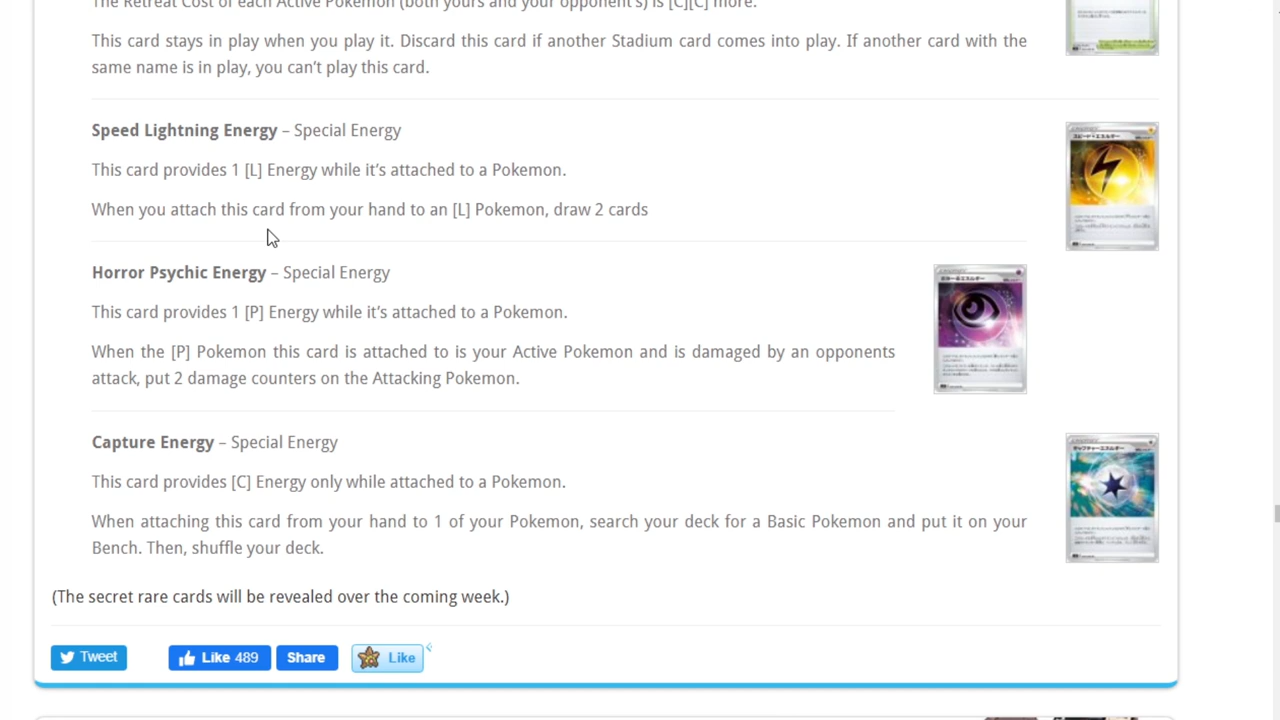 The Retreat Cost of each Active Pokemon (both yours and your opponent's) is [C][C] more.
This card stays in play when you play it. Discard this card if another Stadium card comes into play. If another card with the
same name is in play, you can’t play this card.
Speed Lightning Energy – Special Energy
This card provides 1 [L] Energy while it’s attached to a Pokemon.
When you attach this card from your hand to an [L] Pokemon, draw 2 cards
Horror Psychic Energy – Special Energy
This card provides 1 [P] Energy while it’s attached to a Pokemon.
When the [P] Pokemon this card is attached to is your Active Pokemon and is damaged by an opponents
attack, put 2 damage counters on the Attacking Pokemon.
Capture Energy – Special Energy
This card provides [C] Energy only while attached to a Pokemon.
When attaching this card from your hand to 1 of your Pokemon, search your deck for a Basic Pokemon and put it on your
Bench. Then, shuffle your deck.
(The secret rare cards will be revealed over the coming week.)
Tweet
Like 489
Share
Like